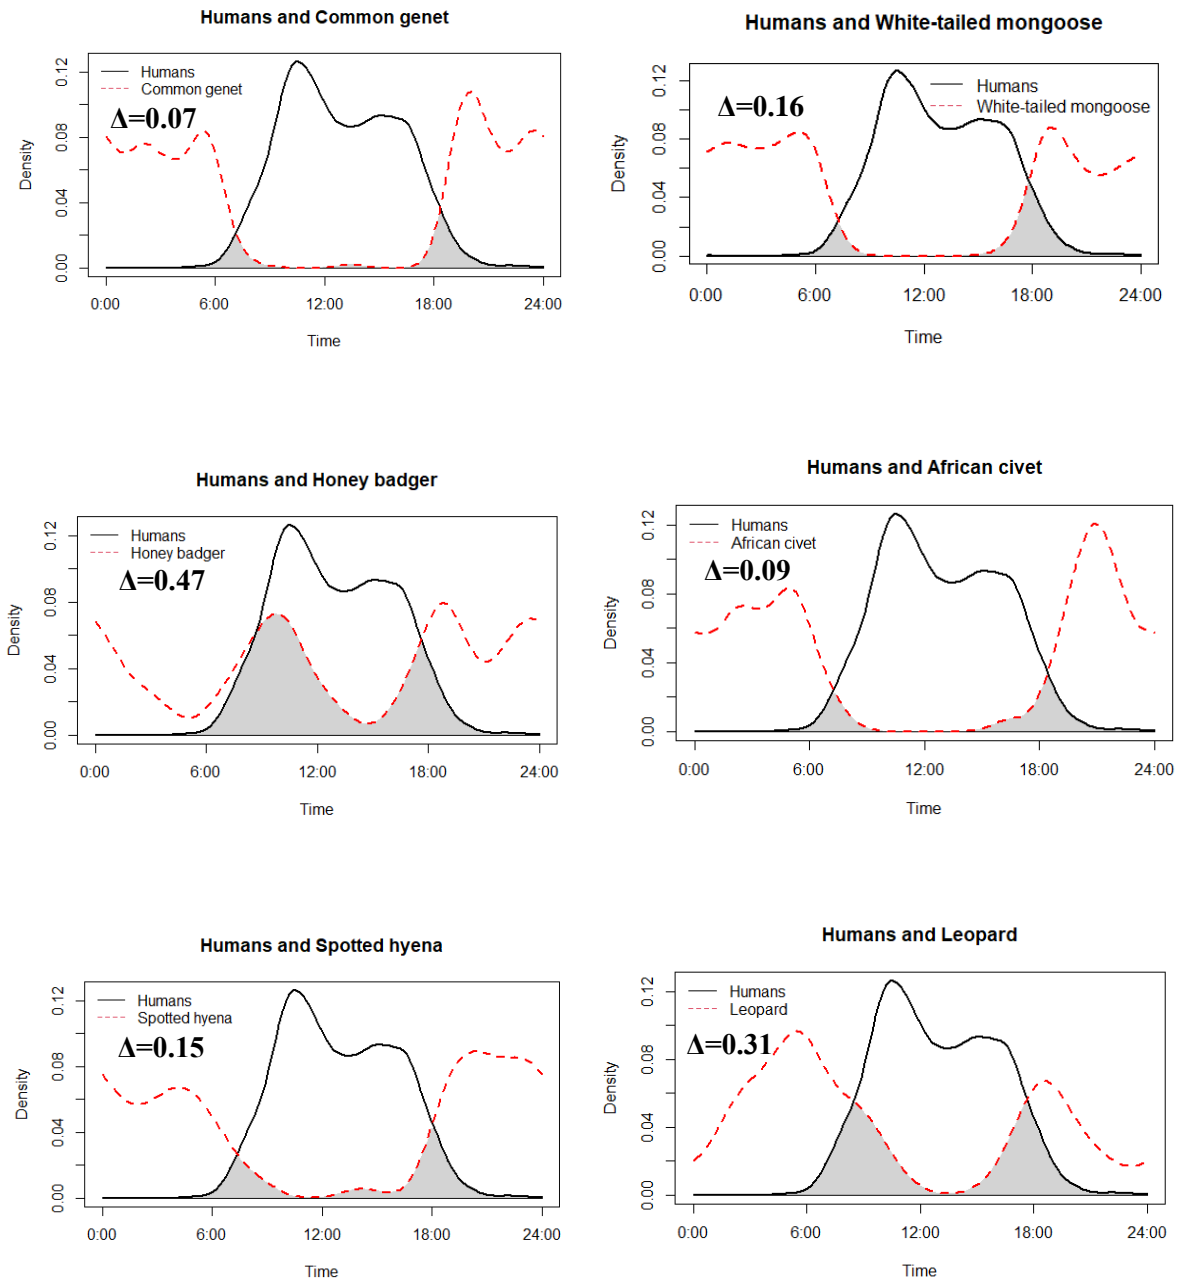 Humans and Common genet
Humans
Common genet
Δ=0.07
Density
0.00 0.04 0.08 0.12
0:00 6:00 12:00 18:00 24:00
Time
Humans and White-tailed mongoose
Humans
White-tailed mongoose
Δ=0.16
Density
0.00 0.04 0.08 0.12
0:00 6:00 12:00 18:00 24:00
Time
Humans and Honey badger
Humans
Honey badger
Δ=0.47
Density
0.00 0.04 0.08 0.12
0:00 6:00 12:00 18:00 24:00
Time
Humans and African civet
Humans
African civet
Δ=0.09
Density
0.00 0.04 0.08 0.12
0:00 6:00 12:00 18:00 24:00
Time
Humans and Spotted hyena
Humans
Spotted hyena
Δ=0.15
Density
0.00 0.04 0.08 0.12
0:00 6:00 12:00 18:00 24:00
Time
Humans and Leopard
Humans
Leopard
Δ=0.31
Density
0.00 0.04 0.08 0.12
0:00 6:00 12:00 18:00 24:00
Time